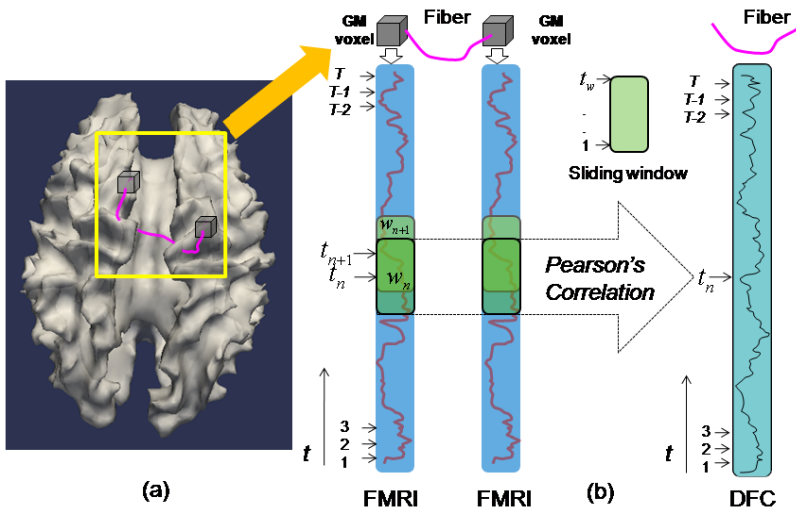 GM
voxel
Fiber
GM
voxel
Fiber
T
T-1
T-2
t_w
.
.
1
Sliding window
T
T-1
T-2
w_{n+1}
t_{n+1}
t_n
w_n
Pearson's
Correlation
t_n
t
3
2
1
t
3
2
1
(a)
FMRI
FMRI
(b)
DFC